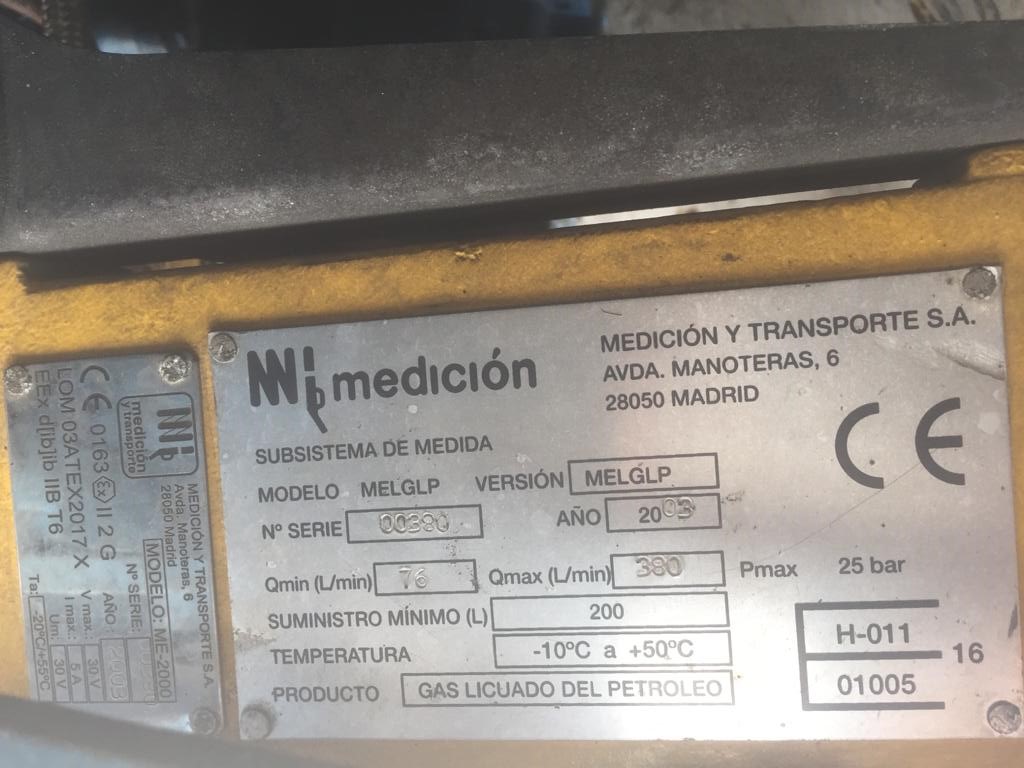 medición
MEDICIÓN Y TRANSPORTE S.A.
AVDA. MANOTERAS, 6
28050 MADRID
CE
SUBSISTEMA DE MEDIDA
MODELO MELGLP VERSIÓN MELGLP
Nº SERIE 00380 AÑO 2003
Qmin (L/min) 76 Qmax (L/min) 380 Pmax 25 bar
SUMINISTRO MÍNIMO (L) 200
TEMPERATURA -10ºC a +50ºC
PRODUCTO GAS LICUADO DEL PETROLEO
H-011
16
01005
medición
y transporte
MEDICIÓN Y TRANSPORTE S.A.
Avda. Manoteras, 6
28050 Madrid
MODELO: ME-2000
CE 0163 Ex II 2 G
Nº SERIE:
AÑO: 2003
LOM 03ATEX2017 X
V max.: 30 V
I max.: 5 A
EEx d[ib]ib IIB T6
Um: 30 V
Ta: -20ºC/+55ºC